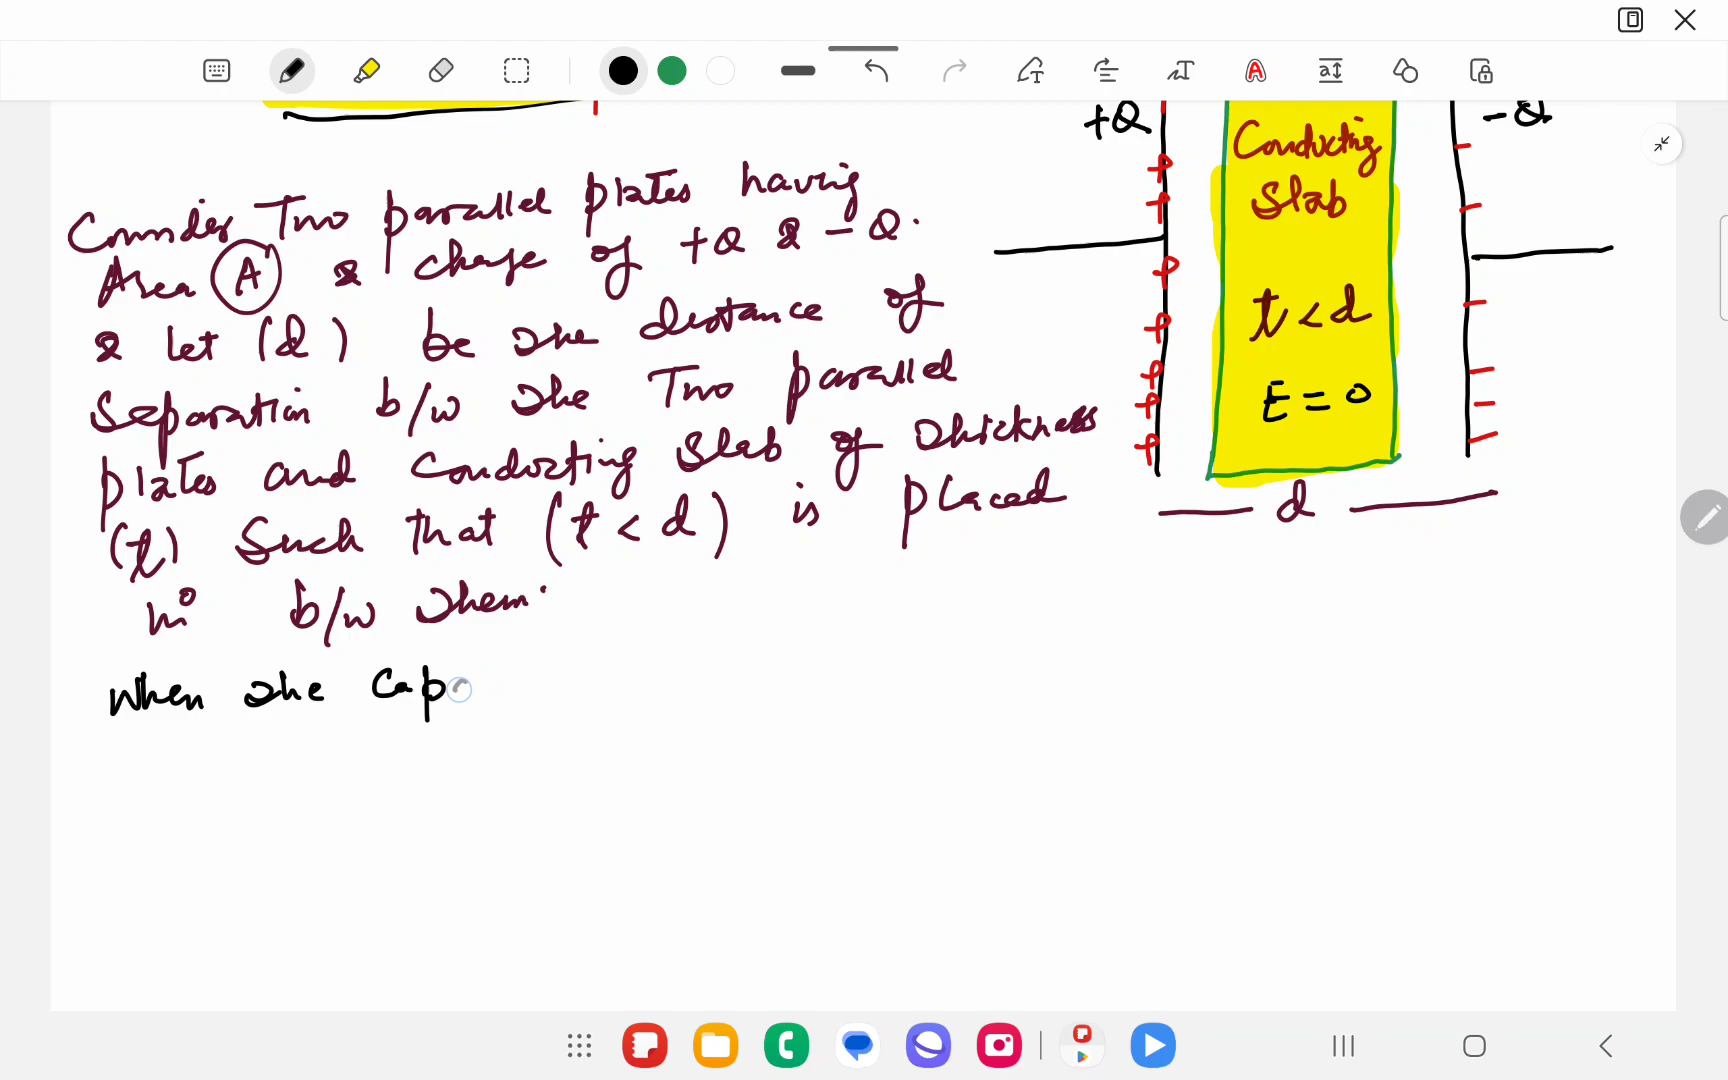 Consider Two parallel plates having
Area A & charge of +Q & -Q.
& let (d) be the distance of
Separation b/w the Two parallel
plates and Conducting Slab of thickness
(t) Such that (t < d) is placed
in b/w them.
When the Cap
+Q
-Q
Conducting
Slab
t < d
E = 0
d